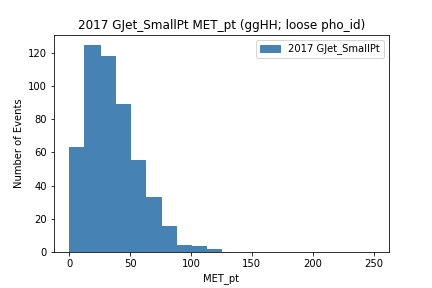 2017 GJet_SmallPt MET_pt (ggHH; loose pho_id)
2017 GJet_SmallPt
120
100
80
60
40
20
0
Number of Events
0 50 100 150 200 250
MET_pt